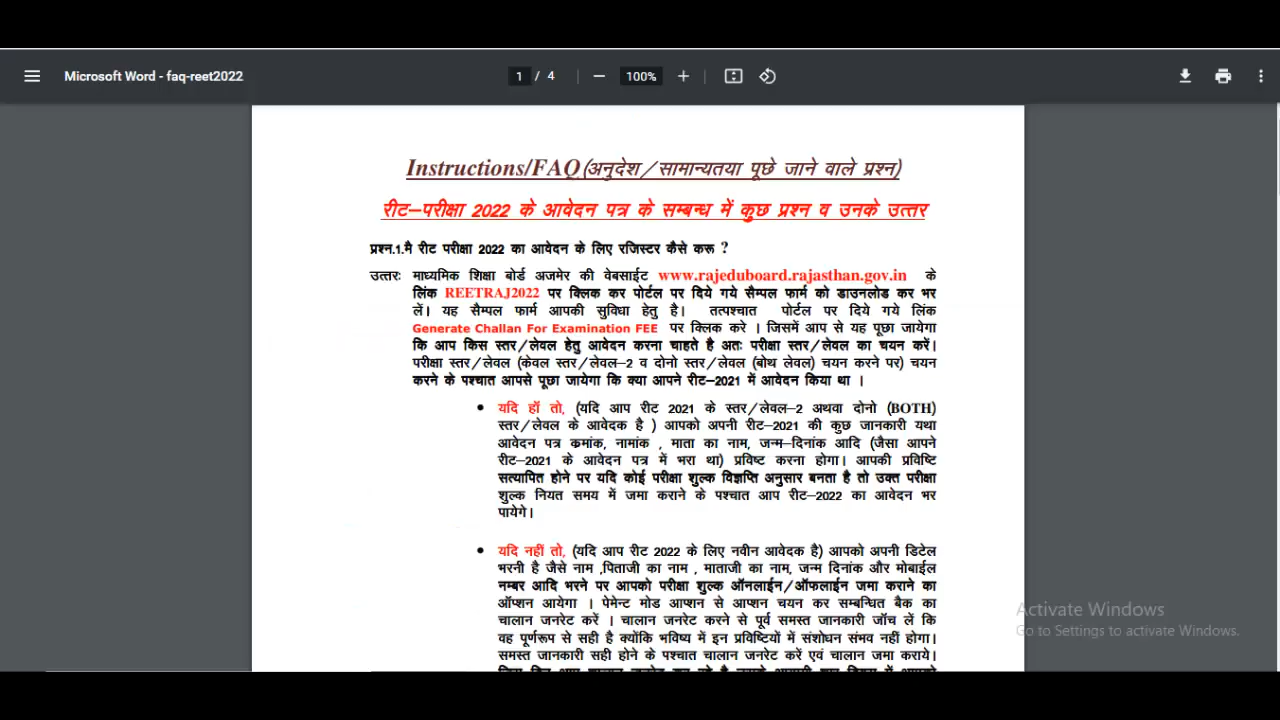 Microsoft Word - faq-reet2022
1 / 4
100%
Instructions/FAQ(अनुदेश/सामान्यतया पूछे जाने वाले प्रश्न)
रीट–परीक्षा 2022 के आवेदन पत्र के सम्बन्ध में कुछ प्रश्न व उनके उत्तर
प्रश्न.1.मै रीट परीक्षा 2022 का आवेदन के लिए रजिस्टर कैसे करू ?
उत्तरः माध्यमिक शिक्षा बोर्ड अजमेर की वेबसाईट www.rajeduboard.rajasthan.gov.in के
लिंक REETRAJ2022 पर क्लिक कर पोर्टल पर दिये गये सैम्पल फार्म को डाउनलोड कर भर
लें। यह सैम्पल फार्म आपकी सुविधा हेतु है। तत्पश्चात पोर्टल पर दिये गये लिंक
Generate Challan For Examination FEE पर क्लिक करे । जिसमें आप से यह पूछा जायेगा
कि आप किस स्तर/लेवल हेतु आवेदन करना चाहते है अतः परीक्षा स्तर/लेवल का चयन करें।
परीक्षा स्तर/लेवल (केवल स्तर/लेवल–2 व दोनो स्तर/लेवल (बोथ लेवल) चयन करने पर) चयन
करने के पश्चात आपसे पूछा जायेगा कि क्या आपने रीट–2021 में आवेदन किया था ।
• यदि हॉं तो, (यदि आप रीट 2021 के स्तर/लेवल–2 अथवा दोनो (BOTH)
स्तर/लेवल के आवेदक है ) आपको अपनी रीट–2021 की कुछ जानकारी यथा
आवेदन पत्र क्रमांक, नामांक , माता का नाम, जन्म–दिनांक आदि (जैसा आपने
रीट–2021 के आवेदन पत्र में भरा था) प्रविष्ट करना होगा। आपकी प्रविष्टि
सत्यापित होने पर यदि कोई परीक्षा शुल्क विज्ञप्ति अनुसार बनता है तो उक्त परीक्षा
शुल्क नियत समय में जमा कराने के पश्चात आप रीट–2022 का आवेदन भर
पायेगे।
• यदि नहीं तो, (यदि आप रीट 2022 के लिए नवीन आवेदक है) आपको अपनी डिटेल
भरनी है जैसे नाम ,पिताजी का नाम , माताजी का नाम, जन्म दिनांक और मोबाईल
नम्बर आदि भरने पर आपको परीक्षा शुल्क ऑनलाईन/ऑफलाईन जमा कराने का
ऑप्शन आयेगा । पेमेन्ट मोड आप्शन से आप्शन चयन कर सम्बन्धित बैक का
चालान जनरेट करें । चालान जनरेट करने से पूर्व समस्त जानकारी जॉच लें कि
वह पूर्णरूप से सही है क्योंकि भविष्य में इन प्रविष्टियों में संशोधन संभव नहीं होगा।
समस्त जानकारी सही होने के पश्चात चालान जनरेट करें एवं चालान जमा कराये।
Activate Windows
Go to Settings to activate Windows.